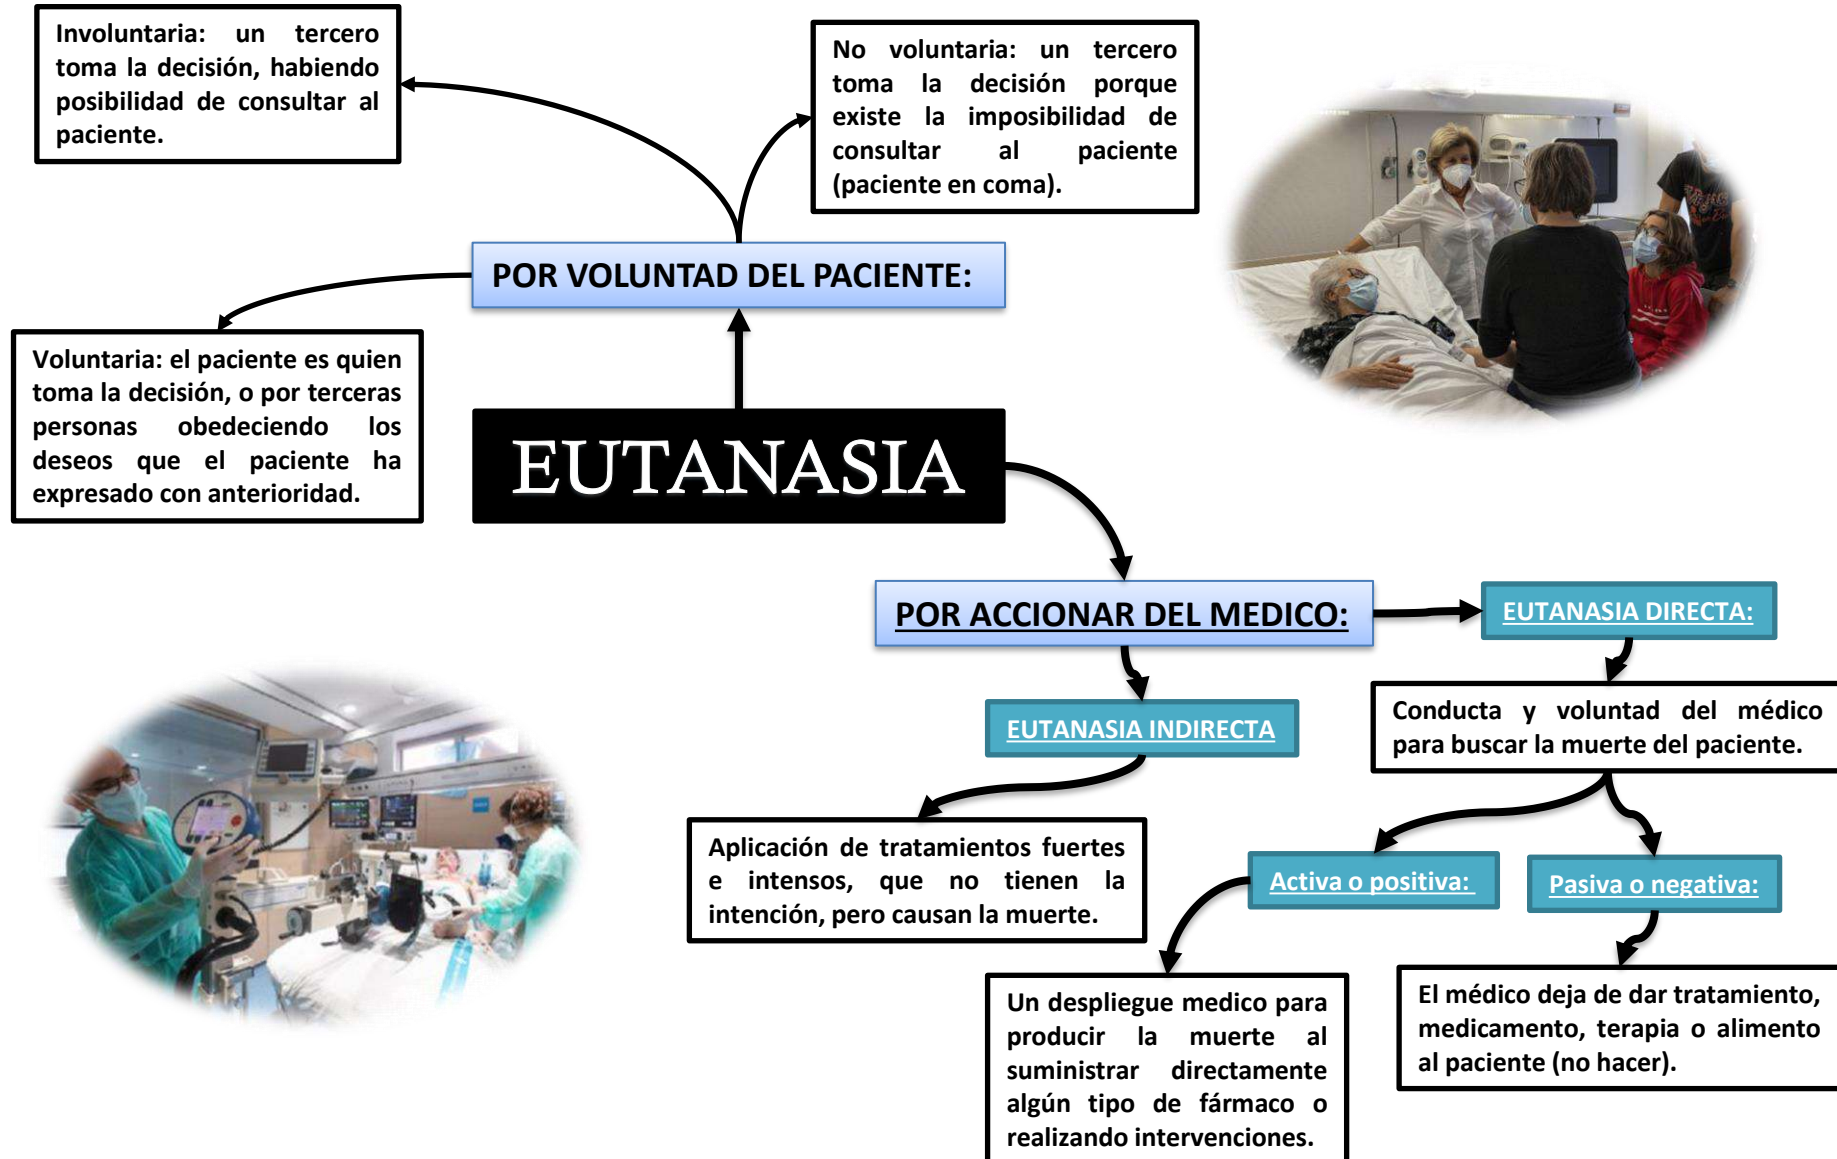 Involuntaria: un tercero
toma la decisión, habiendo
posibilidad de consultar al
paciente.
No voluntaria: un tercero
toma la decisión porque
existe la imposibilidad de
consultar al paciente
(paciente en coma).
POR VOLUNTAD DEL PACIENTE:
Voluntaria: el paciente es quien
toma la decisión, o por terceras
personas obedeciendo los
deseos que el paciente ha
expresado con anterioridad.
EUTANASIA
POR ACCIONAR DEL MEDICO:
EUTANASIA DIRECTA:
EUTANASIA INDIRECTA
Conducta y voluntad del médico
para buscar la muerte del paciente.
Aplicación de tratamientos fuertes
e intensos, que no tienen la
intención, pero causan la muerte.
Activa o positiva:
Pasiva o negativa:
Un despliegue medico para
producir la muerte al
suministrar directamente
algún tipo de fármaco o
realizando intervenciones.
El médico deja de dar tratamiento,
medicamento, terapia o alimento
al paciente (no hacer).